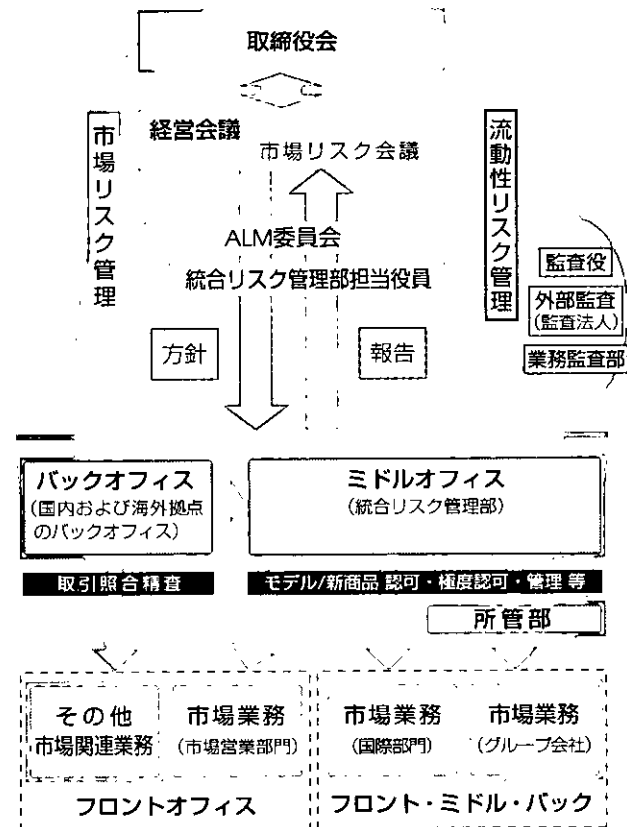 取締役会
市場リスク管理
経営会議
市場リスク会議
流動性リスク管理
ALM委員会
統合リスク管理部担当役員
監査役
外部監査
(監査法人)
業務監査部
方針
報告
バックオフィス
(国内および海外拠点
のバックオフィス)
ミドルオフィス
(統合リスク管理部)
取引照合精査
モデル/新商品 認可・極度認可・管理 等
所管部
その他
市場関連業務
市場業務
(市場営業部門)
市場業務
(国際部門)
市場業務
(グループ会社)
フロントオフィス
フロント・ミドル・バック